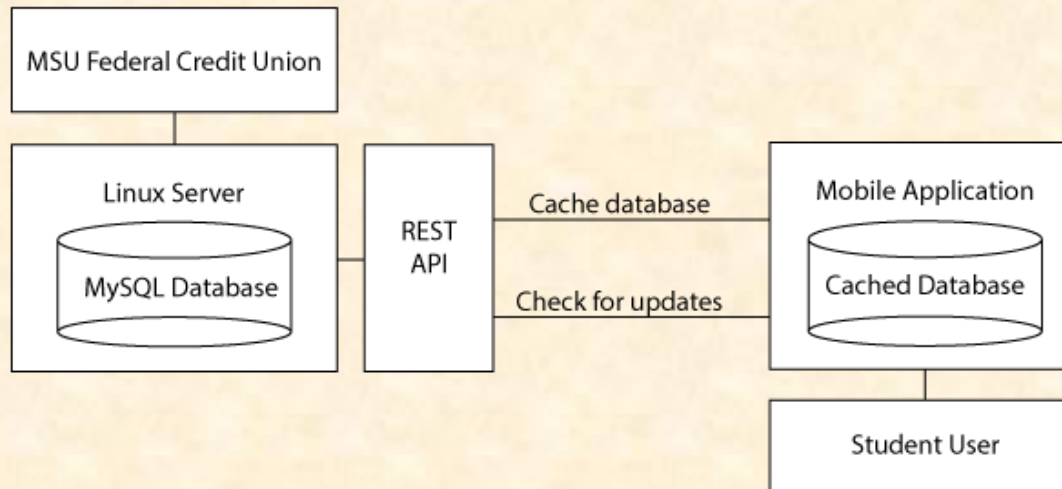 MSU Federal Credit Union
Linux Server
MySQL Database
REST
API
Cache database
Check for updates
Mobile Application
Cached Database
Student User